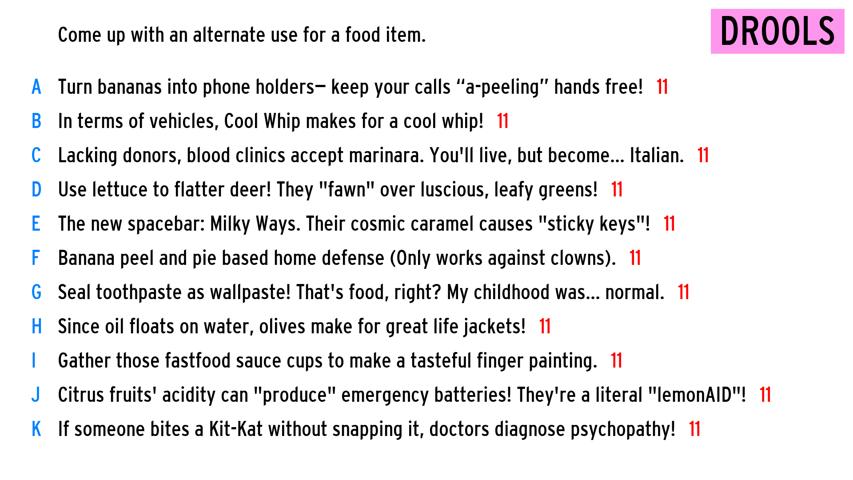 Come up with an alternate use for a food item.
DROOLS
A Turn bananas into phone holders– keep your calls “a-peeling” hands free! 11
B In terms of vehicles, Cool Whip makes for a cool whip! 11
C Lacking donors, blood clinics accept marinara. You'll live, but become... Italian. 11
D Use lettuce to flatter deer! They "fawn" over luscious, leafy greens! 11
E The new spacebar: Milky Ways. Their cosmic caramel causes "sticky keys"! 11
F Banana peel and pie based home defense (Only works against clowns). 11
G Seal toothpaste as wallpaste! That's food, right? My childhood was... normal. 11
H Since oil floats on water, olives make for great life jackets! 11
I Gather those fastfood sauce cups to make a tasteful finger painting. 11
J Citrus fruits' acidity can "produce" emergency batteries! They're a literal "lemonAID"! 11
K If someone bites a Kit-Kat without snapping it, doctors diagnose psychopathy! 11